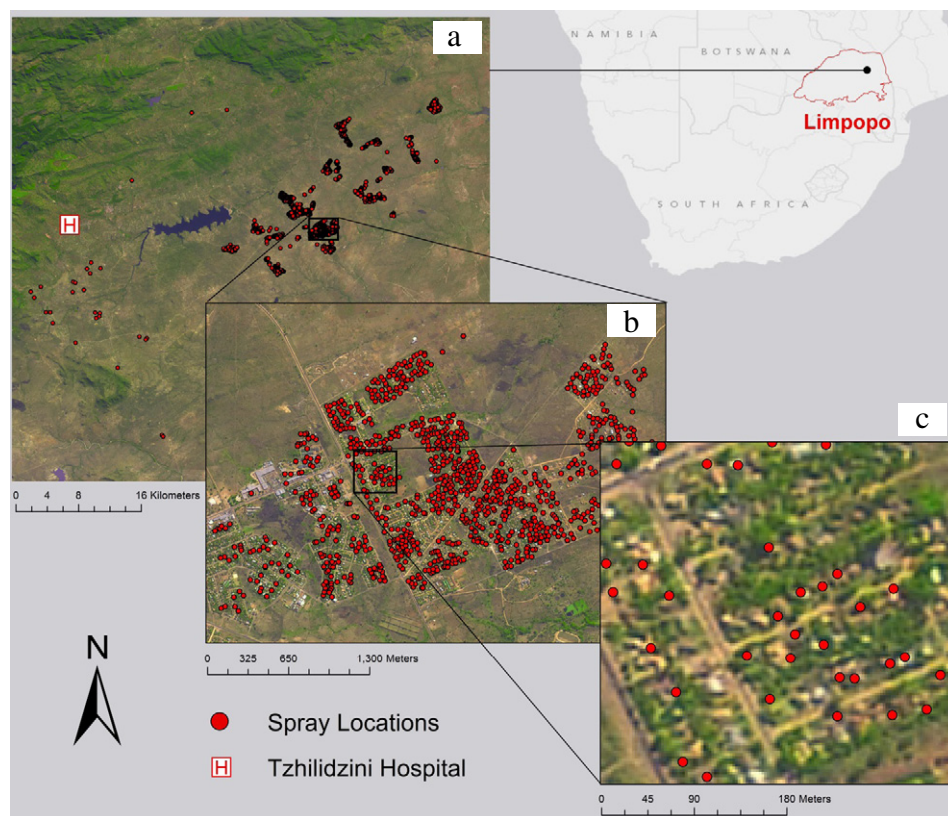 a
NAMIBIA
BOTSWANA
Limpopo
SOUTH AFRICA
H
b
c
0 4 8 16 Kilometers
0 325 650 1,300 Meters
0 45 90 180 Meters
N
Spray Locations
H Tzhilidzini Hospital